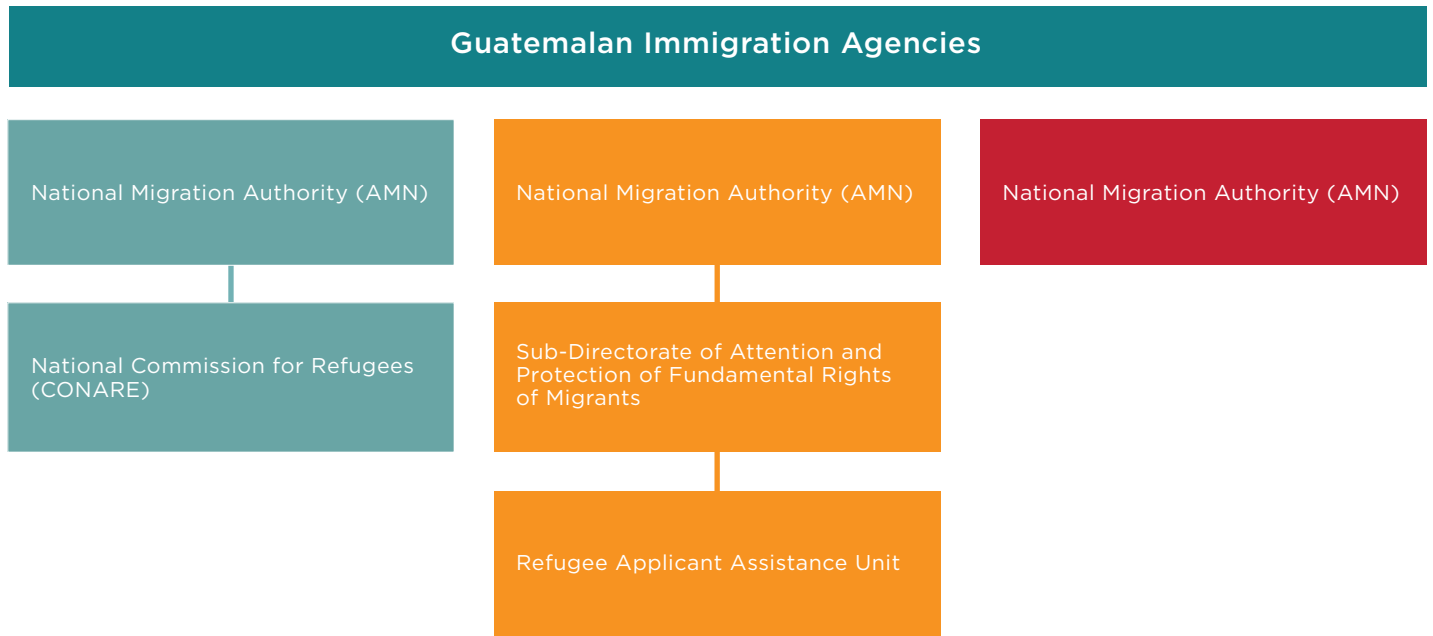 Guatemalan Immigration Agencies
National Migration Authority (AMN)
National Migration Authority (AMN)
National Migration Authority (AMN)
National Commission for Refugees
(CONARE)
Sub-Directorate of Attention and
Protection of Fundamental Rights
of Migrants
Refugee Applicant Assistance Unit